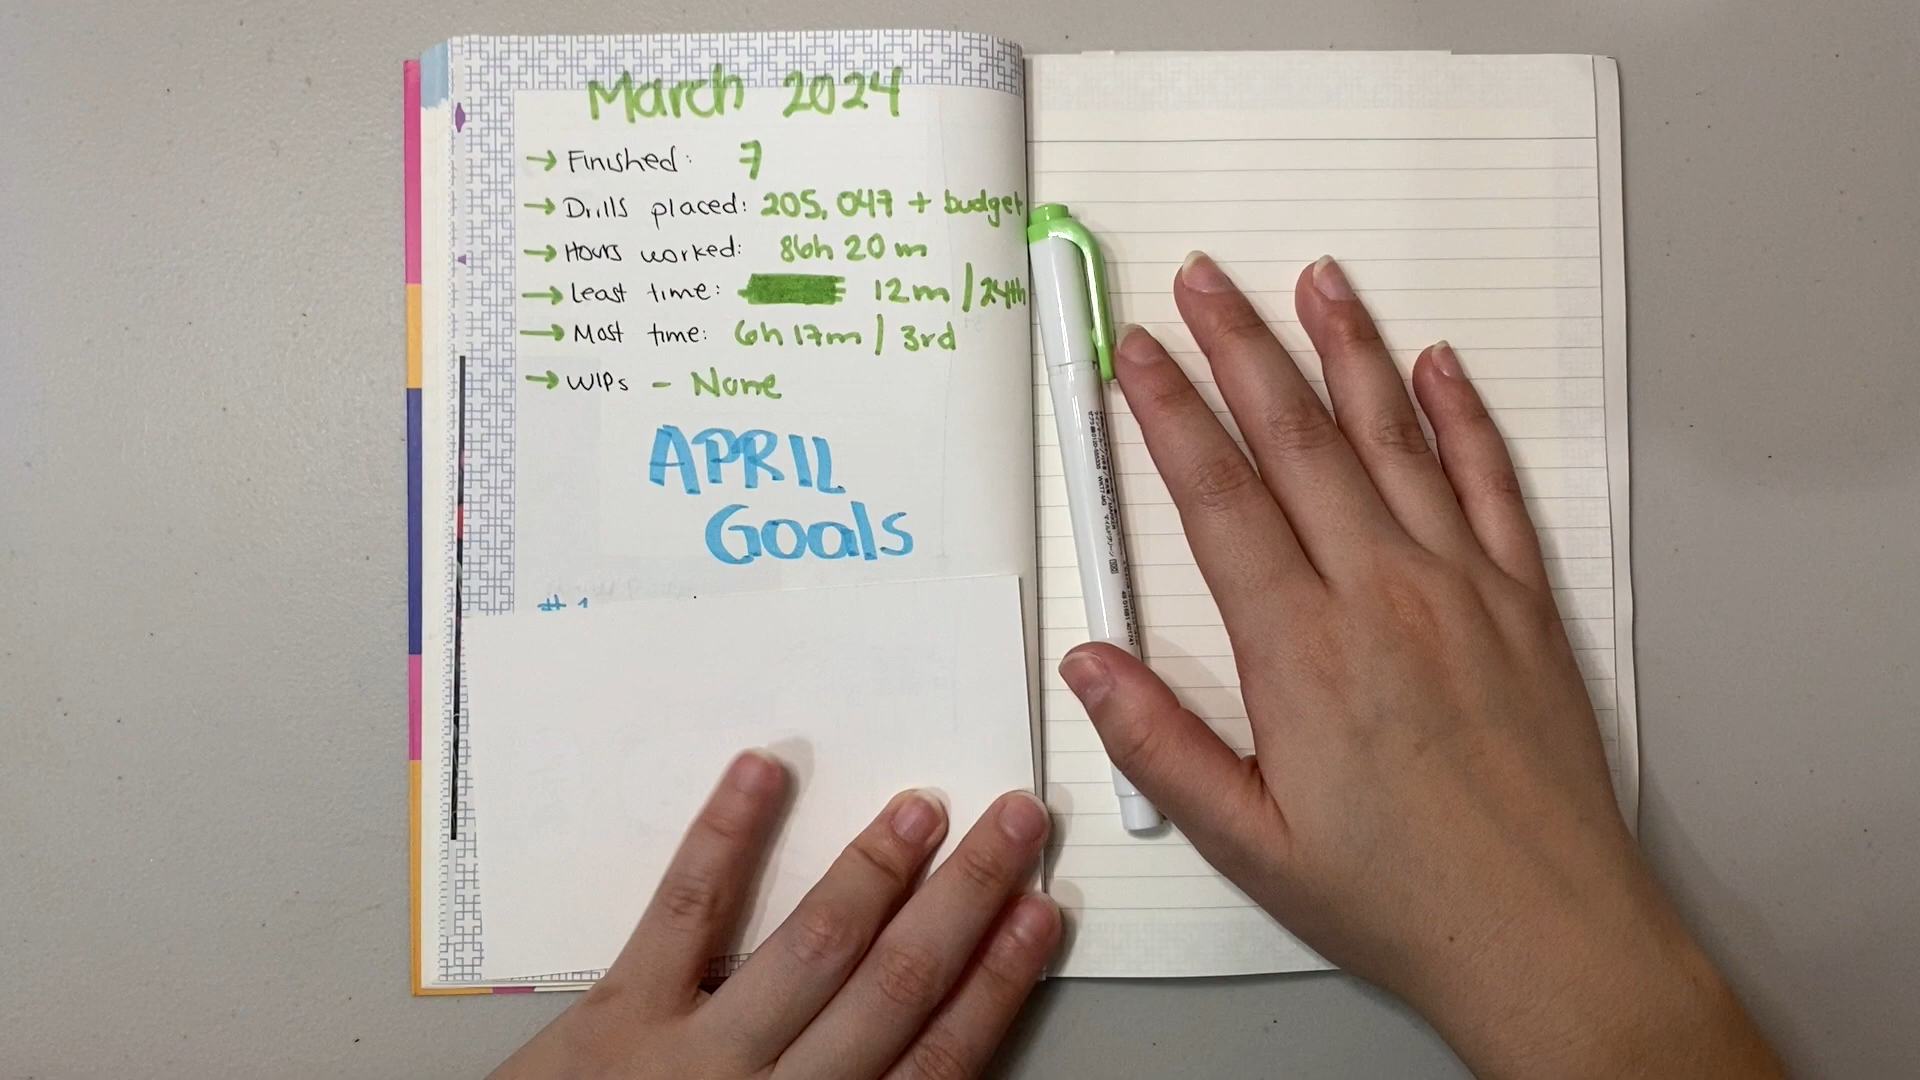 March 2024
→ Finished: 7
→ Drills placed: 205,047 + budget
→ Hours worked: 86h 20m
→ Least time: 12m / 24th
→ Most time: 6h 17m / 3rd
→ WIPs - None
APRIL
Goals
# 1